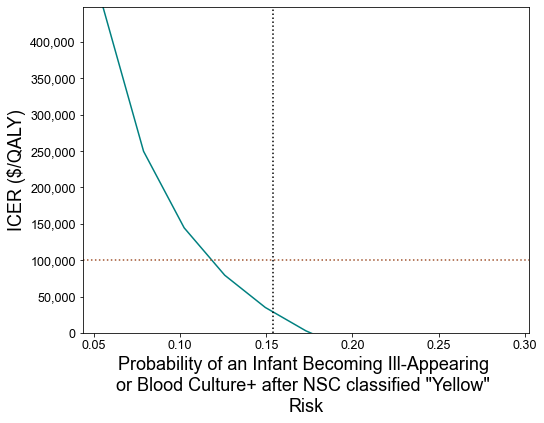 400,000
350,000
300,000
250,000
200,000
150,000
100,000
50,000
0
ICER ($/QALY)
0.05 0.10 0.15 0.20 0.25 0.30
Probability of an Infant Becoming Ill-Appearing
or Blood Culture+ after NSC classified "Yellow"
Risk